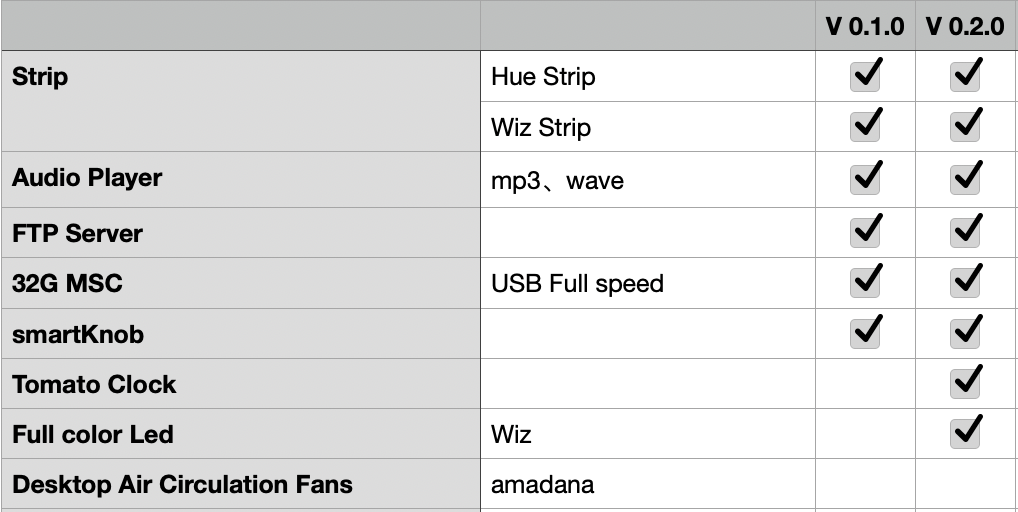 V 0.1.0 V 0.2.0
Strip Hue Strip
Wiz Strip
Audio Player mp3、wave
FTP Server
32G MSC USB Full speed
smartKnob
Tomato Clock
Full color Led Wiz
Desktop Air Circulation Fans amadana